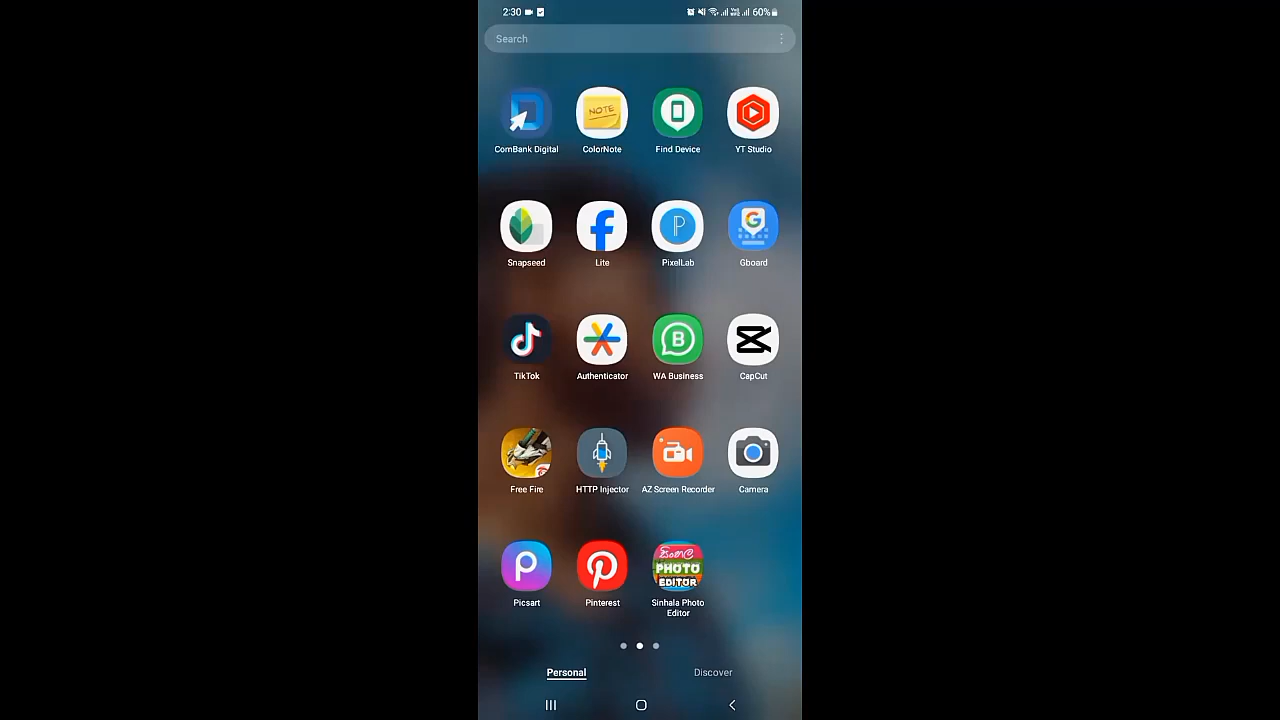 2:30 60%
Search
ComBank Digital ColorNote Find Device YT Studio
NOTE
Snapseed Lite PixelLab Gboard
TikTok Authenticator WA Business CapCut
Free Fire HTTP Injector AZ Screen Recorder Camera
සිංහල
PHOTO
EDITOR
Picsart Pinterest Sinhala Photo
Editor
Personal Discover